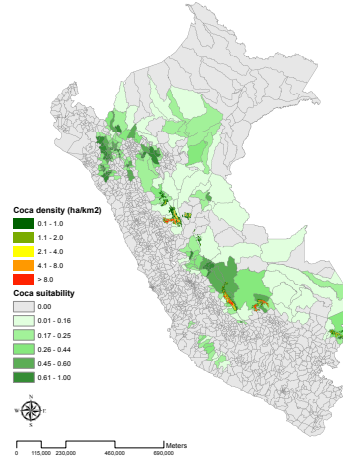 Coca density (ha/km2)
0.1 - 1.0
1.1 - 2.0
2.1 - 4.0
4.1 - 8.0
> 8.0
Coca suitability
0.00
0.01 - 0.16
0.17 - 0.25
0.26 - 0.44
0.45 - 0.60
0.61 - 1.00
N
W E
S
Meters
0 115,000 230,000 460,000 690,000